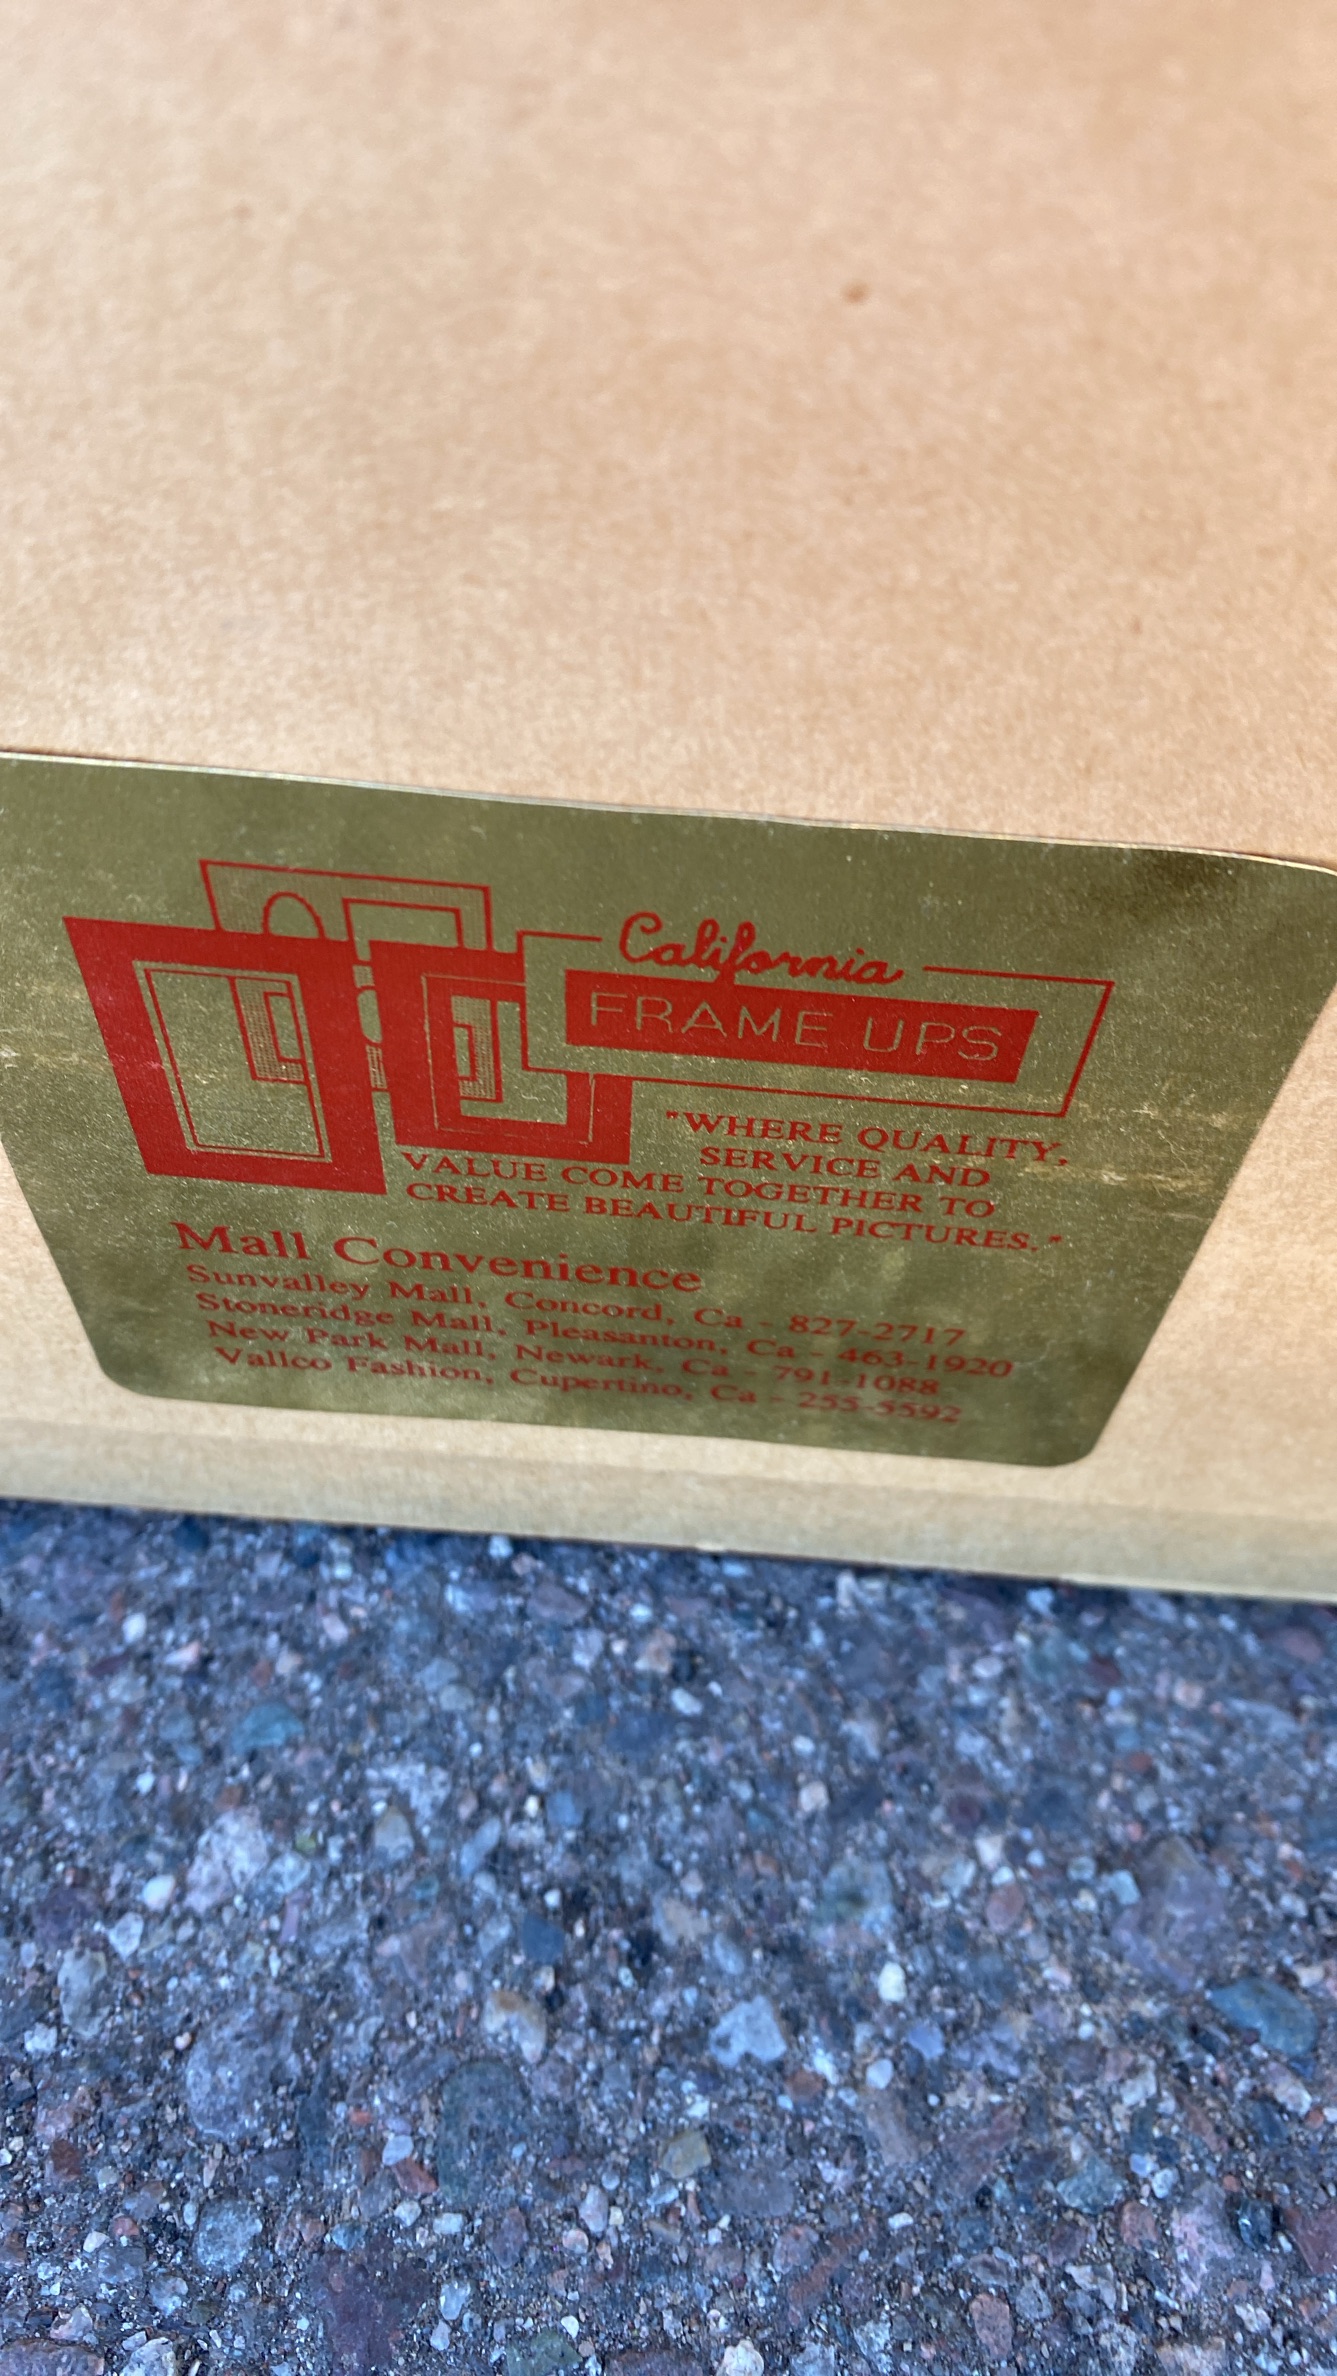 California
FRAME UPS
"WHERE QUALITY,
SERVICE AND
VALUE COME TOGETHER TO
CREATE BEAUTIFUL PICTURES."
Mall Convenience
Sunvalley Mall, Concord, Ca - 827-2717
Stoneridge Mall, Pleasanton, Ca - 463-1920
New Park Mall, Newark, Ca - 791-1088
Vallco Fashion, Cupertino, Ca - 255-5592